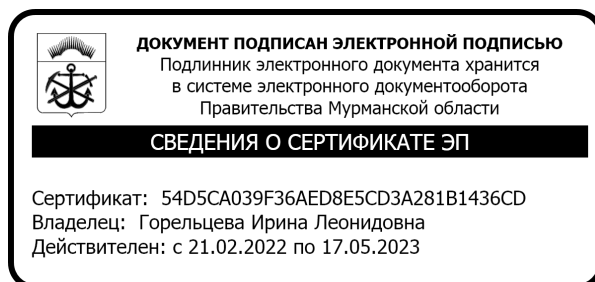 ДОКУМЕНТ ПОДПИСАН ЭЛЕКТРОННОЙ ПОДПИСЬЮ
Подлинник электронного документа хранится
в системе электронного документооборота
Правительства Мурманской области
СВЕДЕНИЯ О СЕРТИФИКАТЕ ЭП
Сертификат: 54D5CA039F36AED8E5CD3A281B1436CD
Владелец: Горельцева Ирина Леонидовна
Действителен: с 21.02.2022 по 17.05.2023